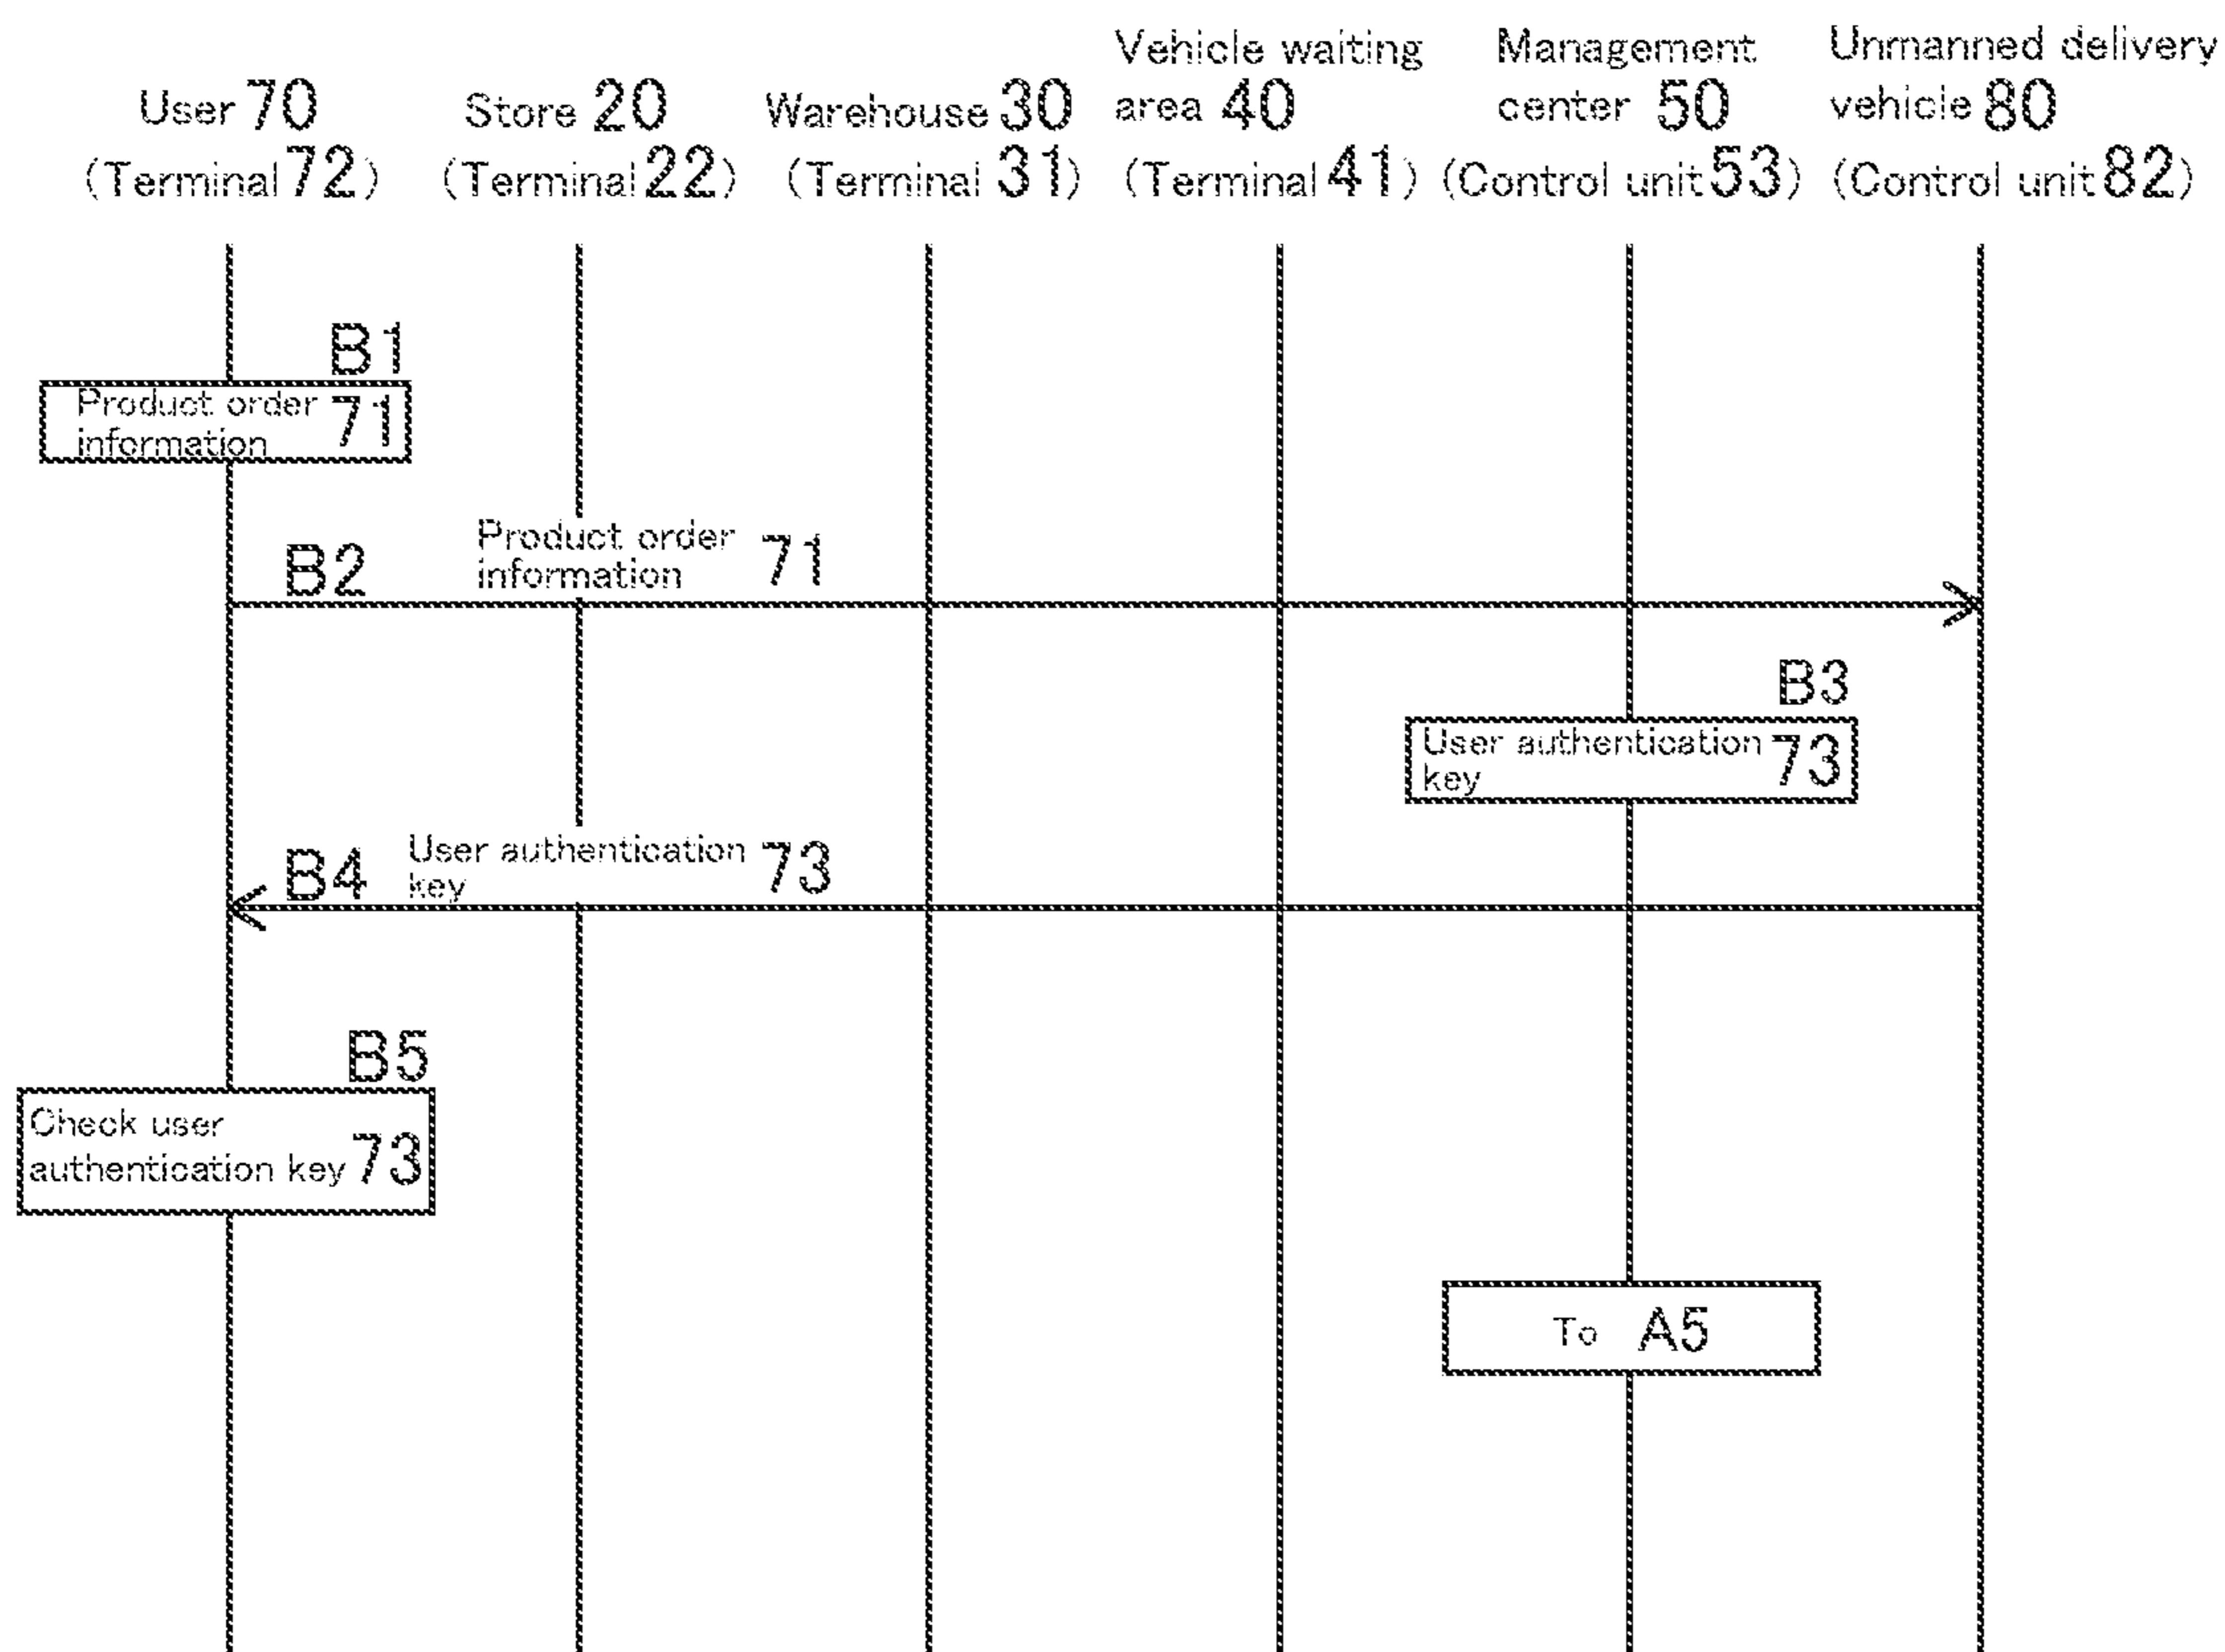 User 70
(Terminal 72)
Store 20
(Terminal 22)
Warehouse 30
(Terminal 31)
Vehicle waiting
area 40
(Terminal 41)
Management
center 50
(Control unit 53)
Unmanned delivery
vehicle 80
(Control unit 82)
B1
Product order
information 71
B2
Product order
information 71
B3
User authentication
key 73
B4
User authentication
key 73
B5
Check user
authentication key 73
To A5